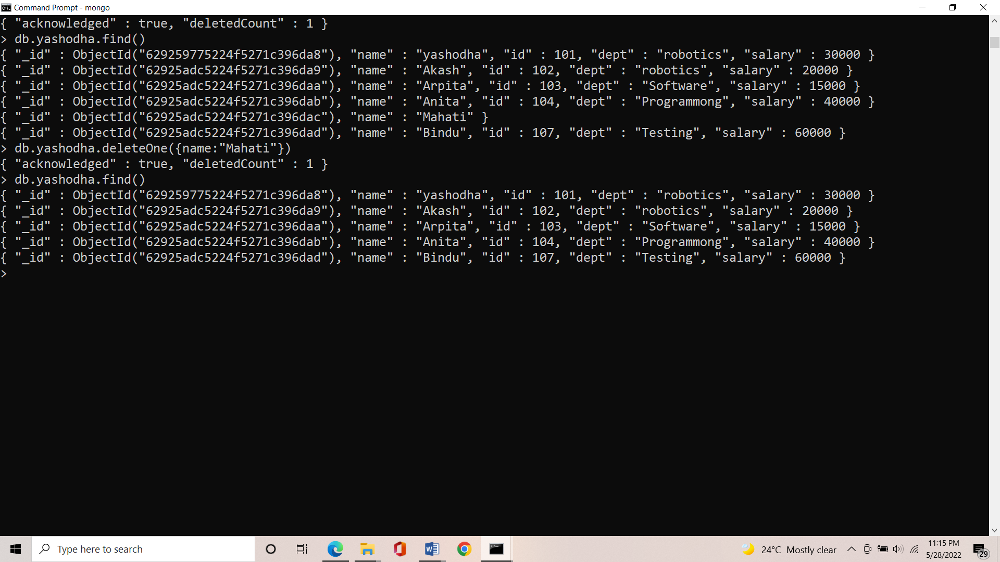 Command Prompt - mongo
{ "acknowledged" : true, "deletedCount" : 1 }
> db.yashodha.find()
{ "_id" : ObjectId("629259775224f5271c396da8"), "name" : "yashodha", "id" : 101, "dept" : "robotics", "salary" : 30000 }
{ "_id" : ObjectId("62925adc5224f5271c396da9"), "name" : "Akash", "id" : 102, "dept" : "robotics", "salary" : 20000 }
{ "_id" : ObjectId("62925adc5224f5271c396daa"), "name" : "Arpita", "id" : 103, "dept" : "Software", "salary" : 15000 }
{ "_id" : ObjectId("62925adc5224f5271c396dab"), "name" : "Anita", "id" : 104, "dept" : "Programmong", "salary" : 40000 }
{ "_id" : ObjectId("62925adc5224f5271c396dac"), "name" : "Mahati" }
{ "_id" : ObjectId("62925adc5224f5271c396dad"), "name" : "Bindu", "id" : 107, "dept" : "Testing", "salary" : 60000 }
> db.yashodha.deleteOne({name:"Mahati"})
{ "acknowledged" : true, "deletedCount" : 1 }
> db.yashodha.find()
{ "_id" : ObjectId("629259775224f5271c396da8"), "name" : "yashodha", "id" : 101, "dept" : "robotics", "salary" : 30000 }
{ "_id" : ObjectId("62925adc5224f5271c396da9"), "name" : "Akash", "id" : 102, "dept" : "robotics", "salary" : 20000 }
{ "_id" : ObjectId("62925adc5224f5271c396daa"), "name" : "Arpita", "id" : 103, "dept" : "Software", "salary" : 15000 }
{ "_id" : ObjectId("62925adc5224f5271c396dab"), "name" : "Anita", "id" : 104, "dept" : "Programmong", "salary" : 40000 }
{ "_id" : ObjectId("62925adc5224f5271c396dad"), "name" : "Bindu", "id" : 107, "dept" : "Testing", "salary" : 60000 }
>
Type here to search
24°C Mostly clear
11:15 PM
5/28/2022
29